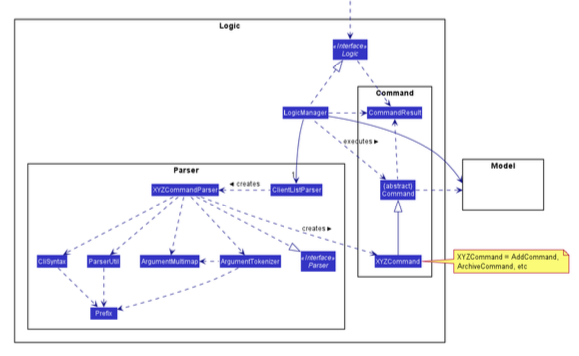 Logic
«Interface»
Logic
Command
LogicManager
CommandResult
executes ►
Model
Parser
{abstract}
Command
XYZCommandParser
◄ creates
ClientListParser
creates ►
CliSyntax
ParserUtil
ArgumentMultimap
ArgumentTokenizer
«Interface»
Parser
XYZCommand
XYZCommand = AddCommand,
ArchiveCommand, etc
Prefix